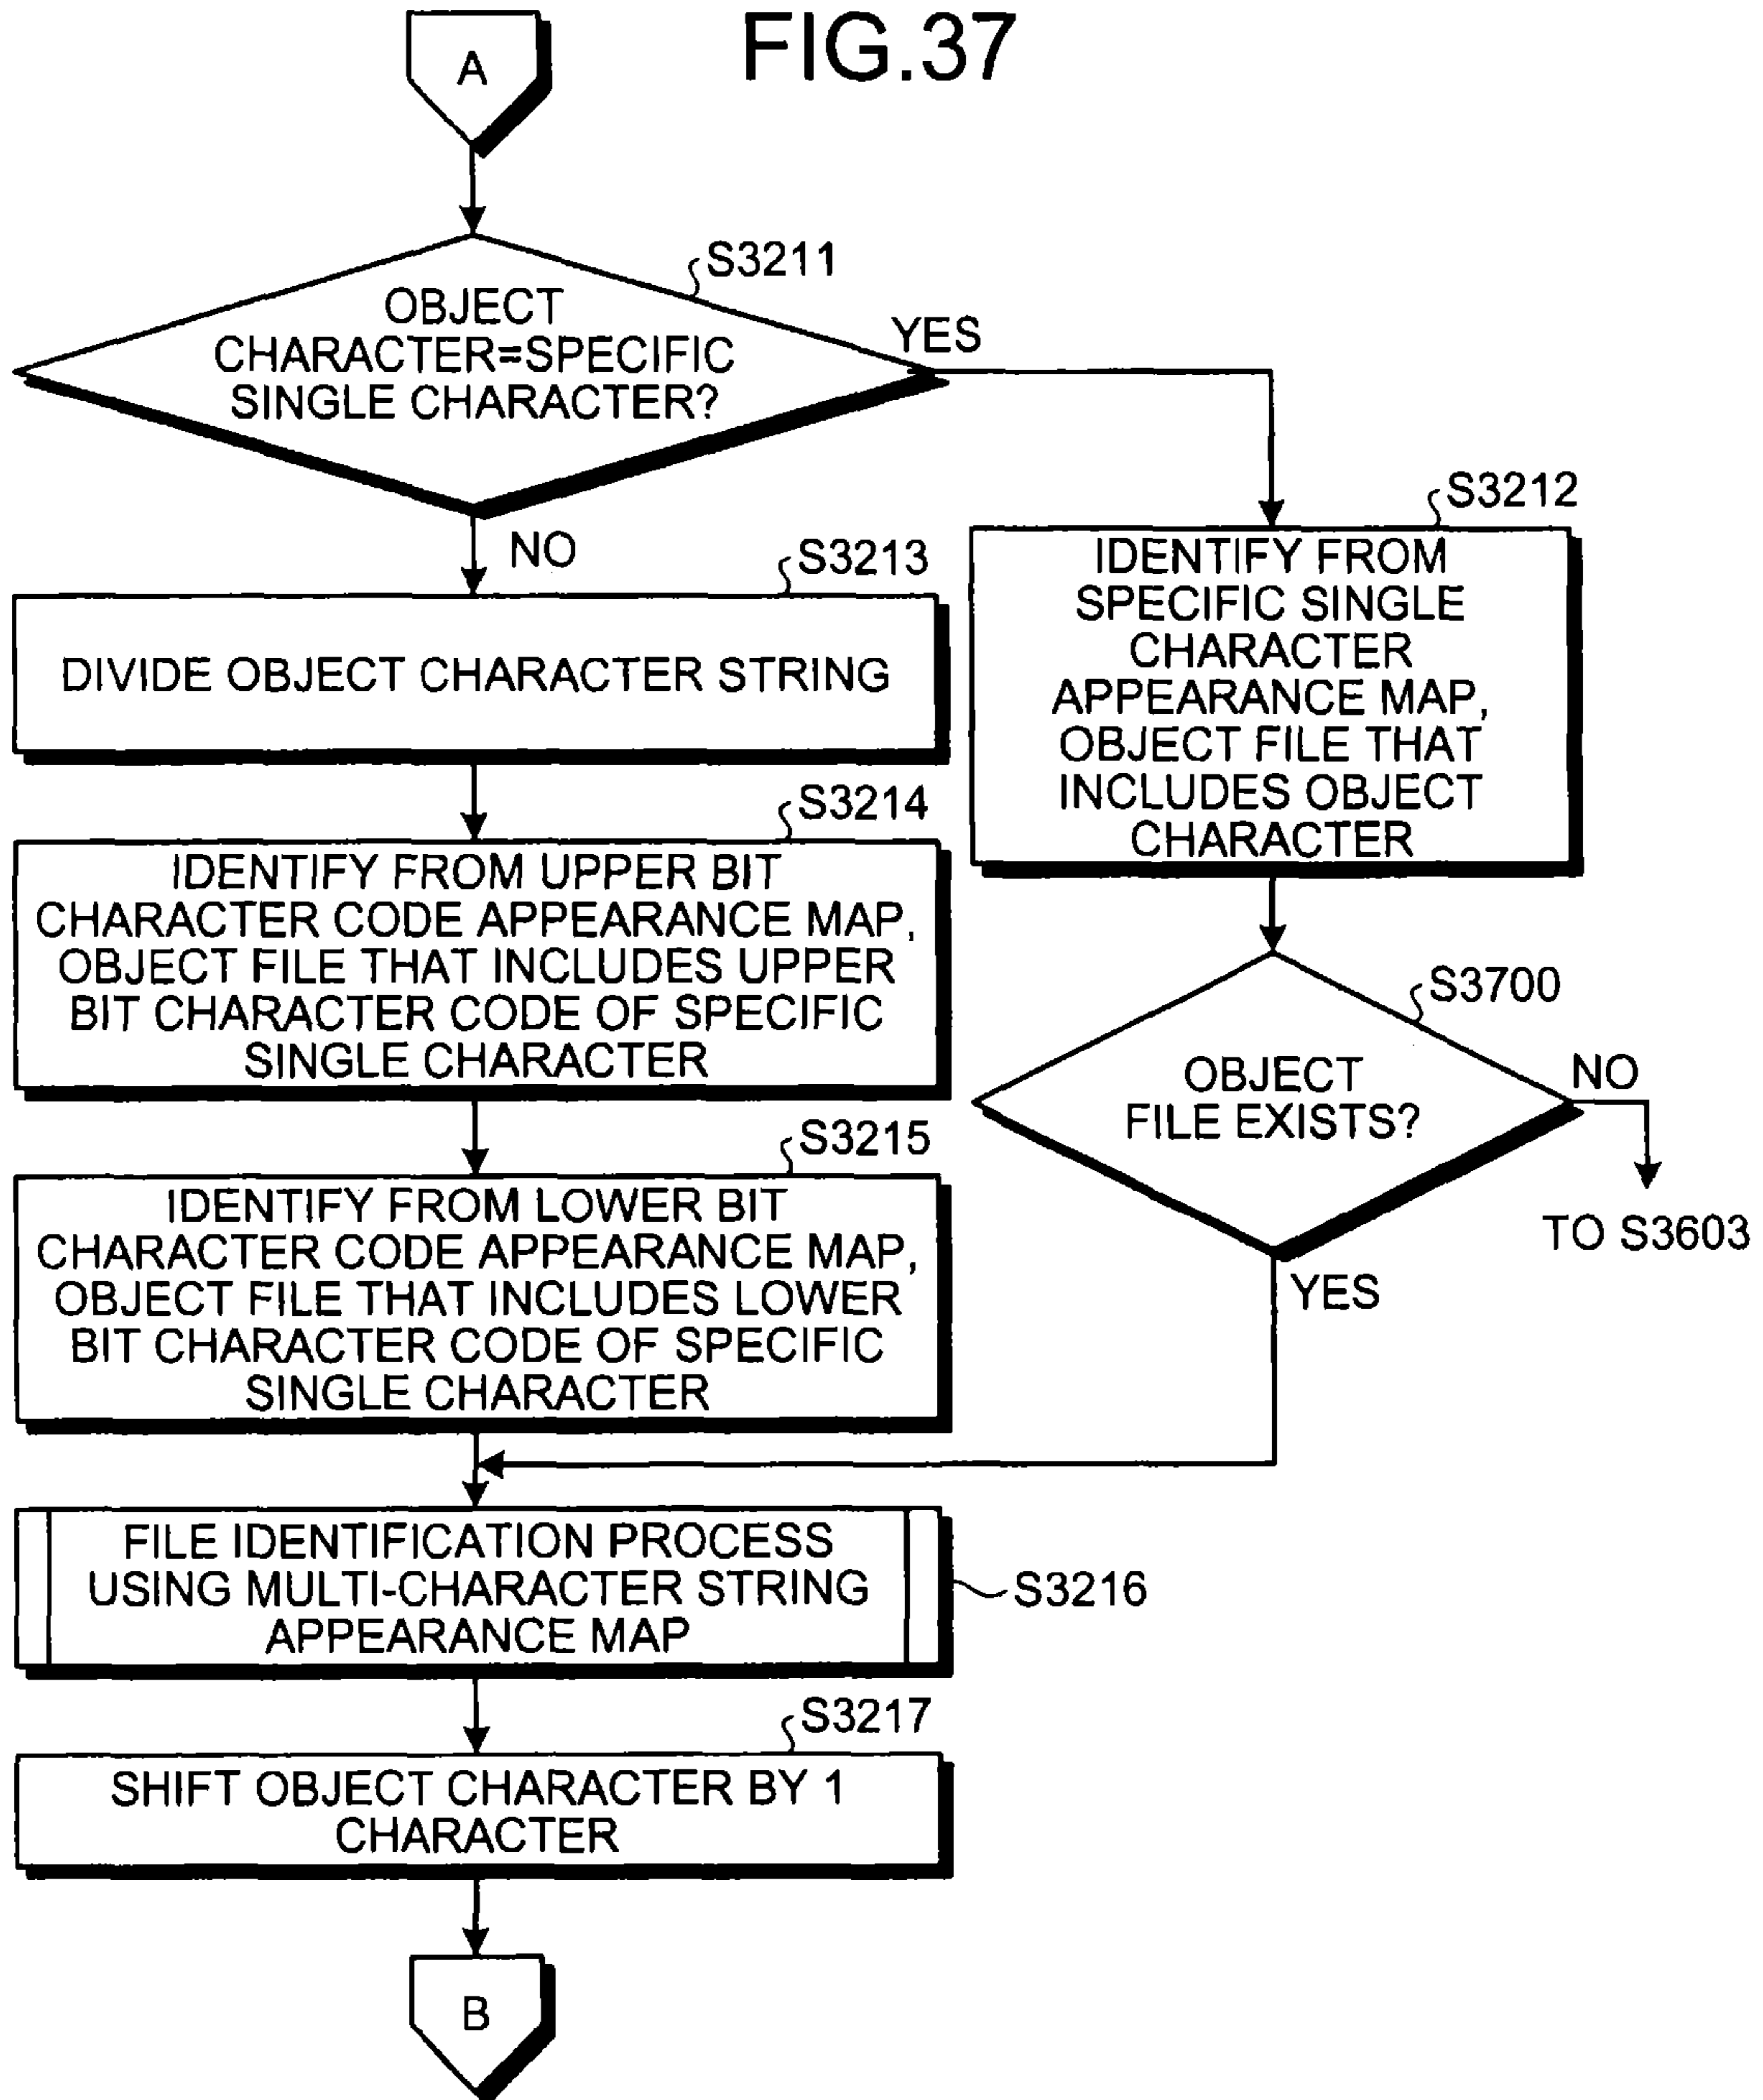 FIG.37
A
S3211
OBJECT
CHARACTER=SPECIFIC
SINGLE CHARACTER?
YES
NO
S3212
IDENTIFY FROM
SPECIFIC SINGLE
CHARACTER
APPEARANCE MAP,
OBJECT FILE THAT
INCLUDES OBJECT
CHARACTER
S3213
DIVIDE OBJECT CHARACTER STRING
S3214
IDENTIFY FROM UPPER BIT
CHARACTER CODE APPEARANCE MAP,
OBJECT FILE THAT INCLUDES UPPER
BIT CHARACTER CODE OF SPECIFIC
SINGLE CHARACTER
S3700
OBJECT
FILE EXISTS?
NO
TO S3603
YES
S3215
IDENTIFY FROM LOWER BIT
CHARACTER CODE APPEARANCE MAP,
OBJECT FILE THAT INCLUDES LOWER
BIT CHARACTER CODE OF SPECIFIC
SINGLE CHARACTER
FILE IDENTIFICATION PROCESS
USING MULTI-CHARACTER STRING
APPEARANCE MAP
S3216
S3217
SHIFT OBJECT CHARACTER BY 1
CHARACTER
B